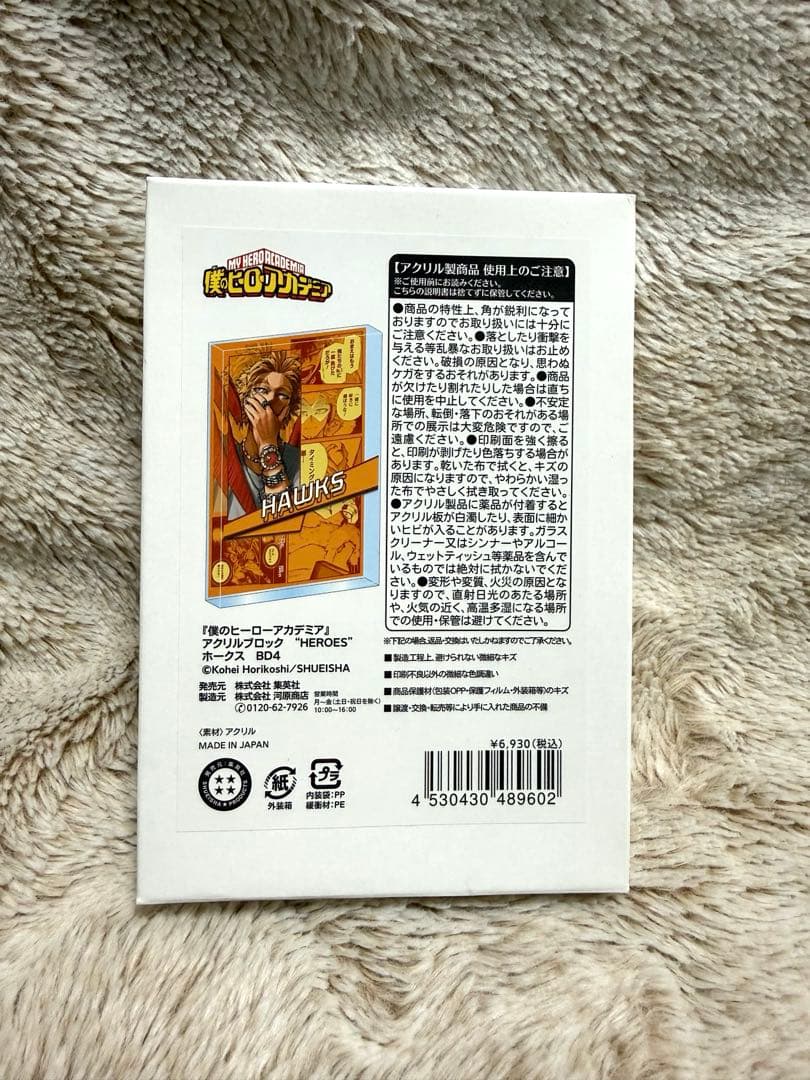 MY HERO ACADEMIA
僕のヒーローアカデミア
HAWKS
『僕のヒーローアカデミア』
アクリルブロック “HEROES”
ホークス BD4
©Kohei Horikoshi/SHUEISHA
発売元 株式会社 集英社
製造元 株式会社 河原商店
✆0120-62-7926
営業時間
月~金(土日・祝日を除く)
10:00~16:00
〈素材〉アクリル
MADE IN JAPAN
SHUEISHA PRODUCTS
紙
外装箱
プラ
内装袋:PP
緩衝材:PE
【アクリル製商品 使用上のご注意】
※ご使用前にお読みください。
こちらの説明書は捨てずに保管してください。
●商品の特性上、角が鋭利になって
おりますのでお取り扱いには十分に
ご注意ください。●落としたり衝撃を
与える等乱暴なお取り扱いはお止め
ください。破損の原因となり、思わぬ
ケガをするおそれがあります。●商品
が欠けたり割れたりした場合は直ち
に使用を中止してください。●不安定
な場所、転倒・落下のおそれがある場
所での展示は大変危険ですので、ご
遠慮ください。●印刷面を強く擦る
と、印刷が剥げたり色落ちする場合が
あります。乾いた布で拭くと、キズの
原因になりますので、やわらかい湿っ
た布でやさしく拭き取ってください。
●アクリル製品に薬品が付着すると
アクリル板が白濁したり、表面に細か
いヒビが入ることがあります。ガラス
クリーナー又はシンナーやアルコー
ル、ウェットティッシュ等薬品を含んで
いるものでは絶対に拭かないでくだ
さい。●変形や変質、火災の原因とな
りますので、直射日光のあたる場所
や、火気の近く、高温多湿になる場所
での使用・保管は避けてください。
※下記の場合、返品・交換はいたしかねますのでご了承ください。
■製造工程上、避けられない微細なキズ
■印刷不良以外の微細な色調違い
■商品保護材(包装OPP・保護フィルム・外装箱等)のキズ
■譲渡・交換・転売等により手に入れた商品の不備
¥6,930(税込)
4 530430 489602